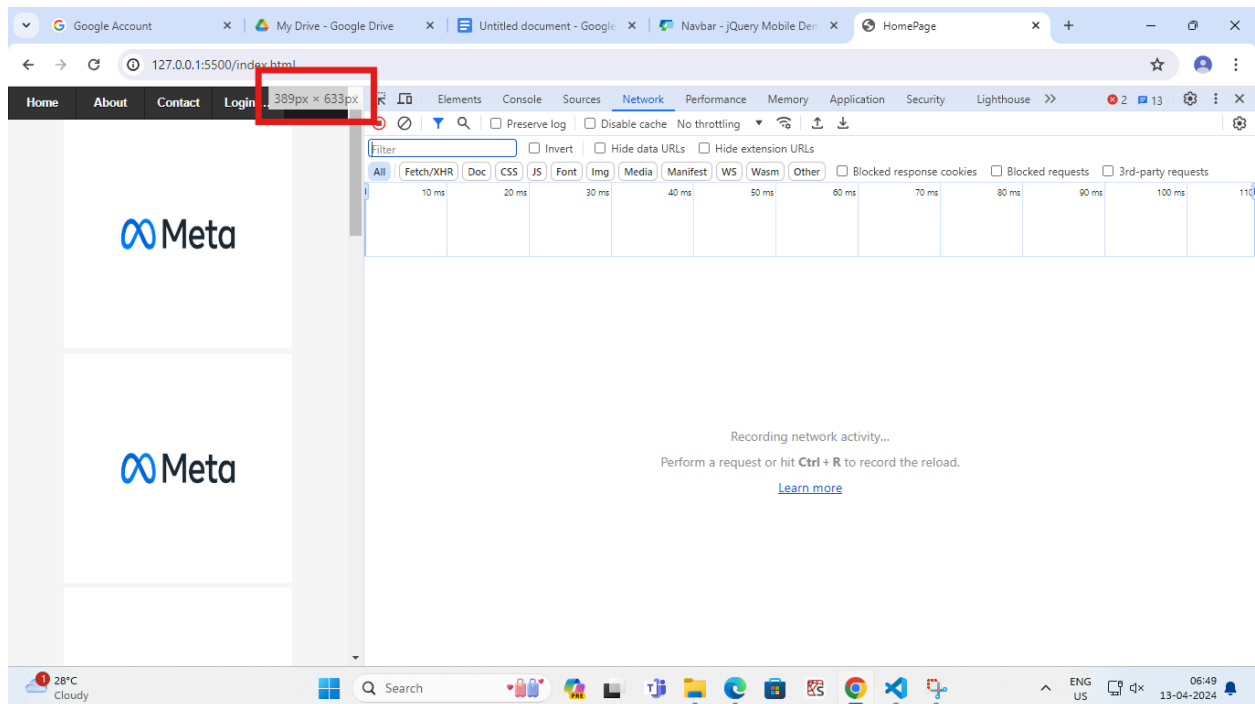 Google Account
My Drive - Google Drive
Untitled document - Google
Navbar - jQuery Mobile Dem
HomePage
127.0.0.1:5500/index.html
Home About Contact Login
389px × 633px
Elements Console Sources Network Performance Memory Application Security Lighthouse 2 13
Preserve log Disable cache No throttling
Filter Invert Hide data URLs Hide extension URLs
All Fetch/XHR Doc CSS JS Font Img Media Manifest WS Wasm Other Blocked response cookies Blocked requests 3rd-party requests
10 ms 20 ms 30 ms 40 ms 50 ms 60 ms 70 ms 80 ms 90 ms 100 ms 110
Meta
Meta
Recording network activity...
Perform a request or hit Ctrl + R to record the reload.
Learn more
1 28°C
Cloudy
Search
PRE
ENG
US
06:49
13-04-2024